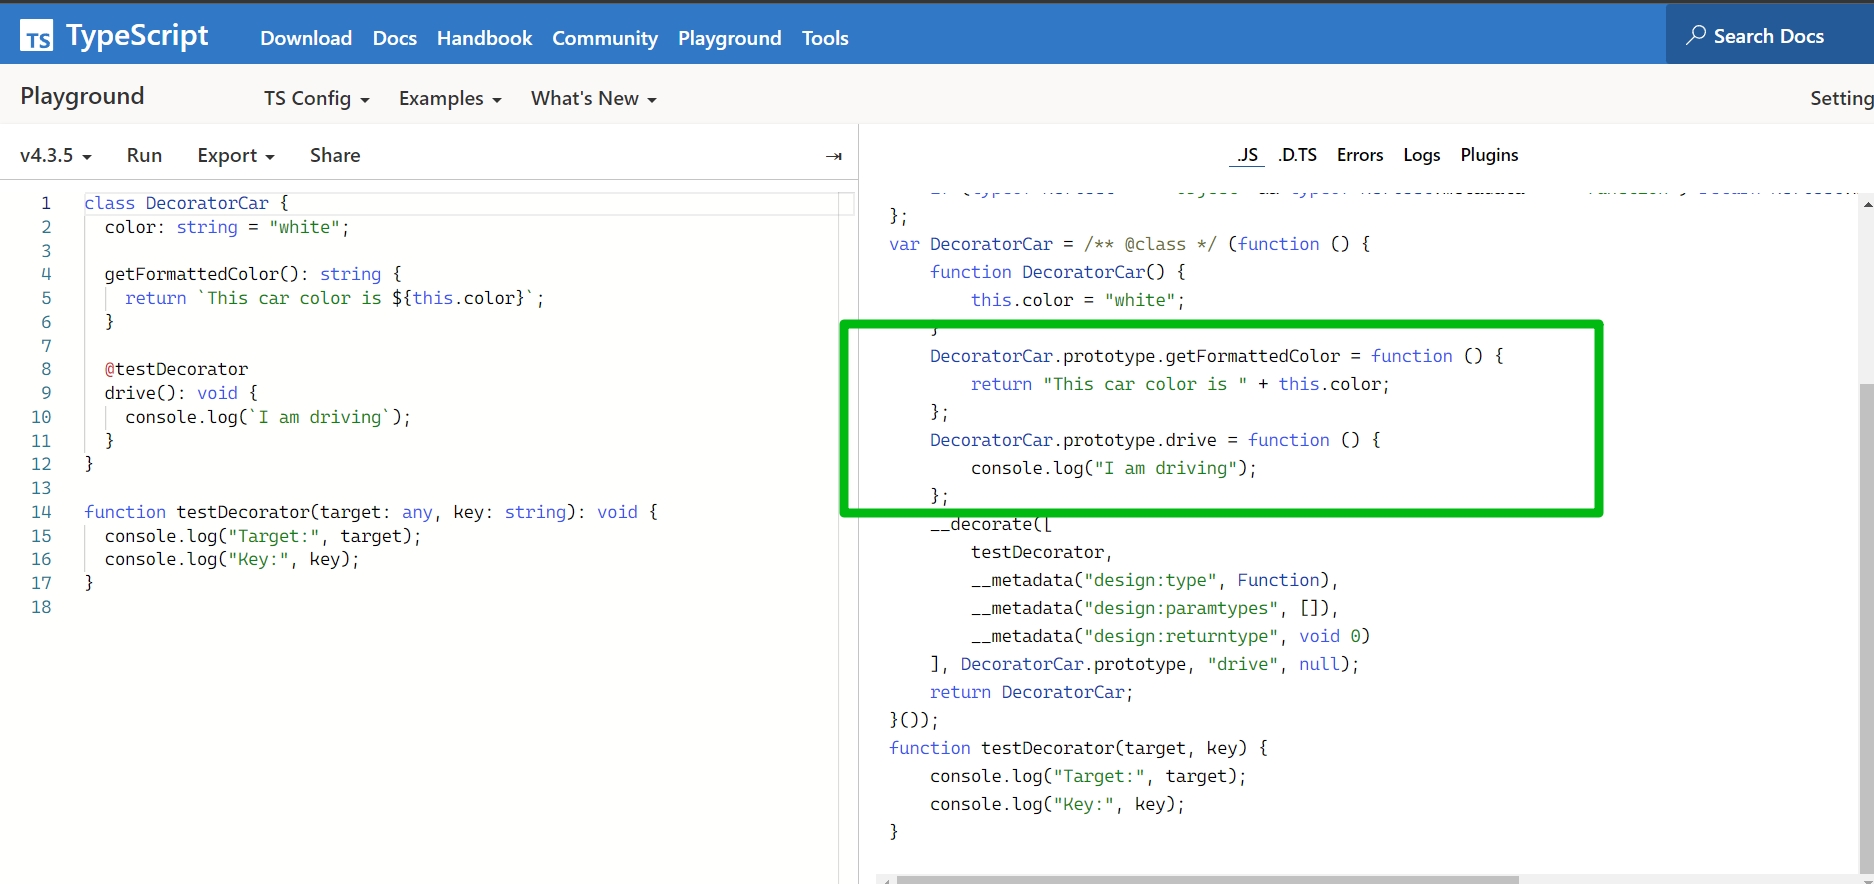 TS TypeScript Download Docs Handbook Community Playground Tools Search Docs
Playground TS Config Examples What's New Setting
v4.3.5 Run Export Share
.JS .D.TS Errors Logs Plugins
1 class DecoratorCar {
2   color: string = "white";
3
4   getFormattedColor(): string {
5     return `This car color is ${this.color}`;
6   }
7
8   @testDecorator
9   drive(): void {
10     console.log(`I am driving`);
11   }
12 }
13
14 function testDecorator(target: any, key: string): void {
15   console.log("Target:", target);
16   console.log("Key:", key);
17 }
18
};
var DecoratorCar = /** @class */ (function () {
    function DecoratorCar() {
        this.color = "white";
    }
    DecoratorCar.prototype.getFormattedColor = function () {
        return "This car color is " + this.color;
    };
    DecoratorCar.prototype.drive = function () {
        console.log("I am driving");
    };
    __decorate([
        testDecorator,
        __metadata("design:type", Function),
        __metadata("design:paramtypes", []),
        __metadata("design:returntype", void 0)
    ], DecoratorCar.prototype, "drive", null);
    return DecoratorCar;
}());
function testDecorator(target, key) {
    console.log("Target:", target);
    console.log("Key:", key);
}